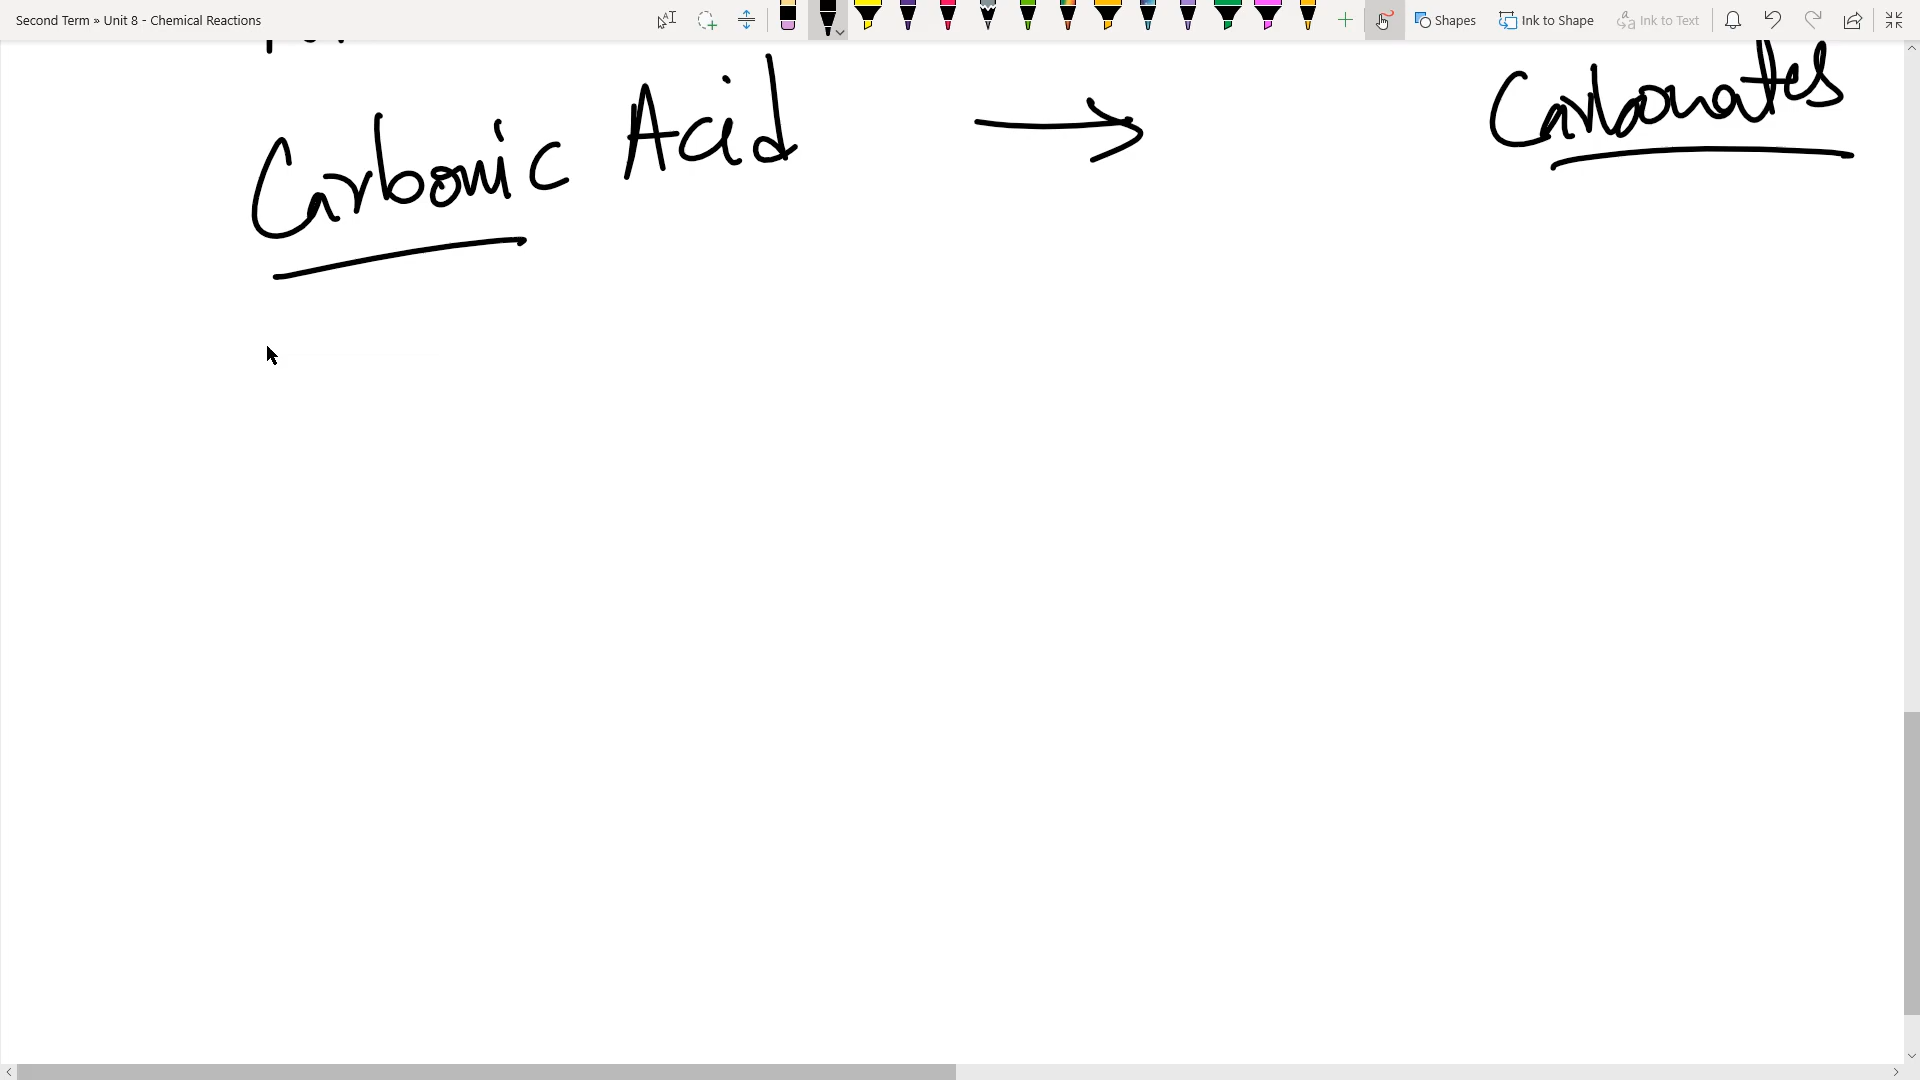 Second Term » Unit 8 - Chemical Reactions
Shapes
Ink to Shape
Ink to Text
Carbonic Acid → Carbonates